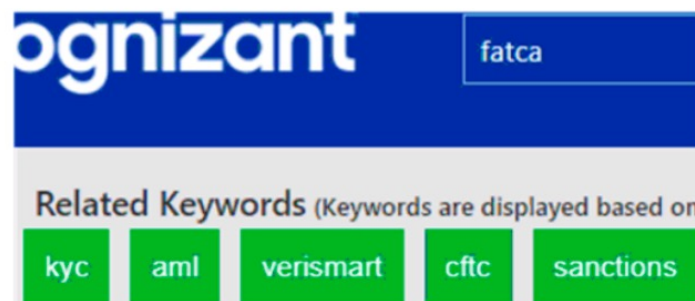 ognizant
fatca
Related Keywords (Keywords are displayed based on
kyc aml verismart cftc sanctions